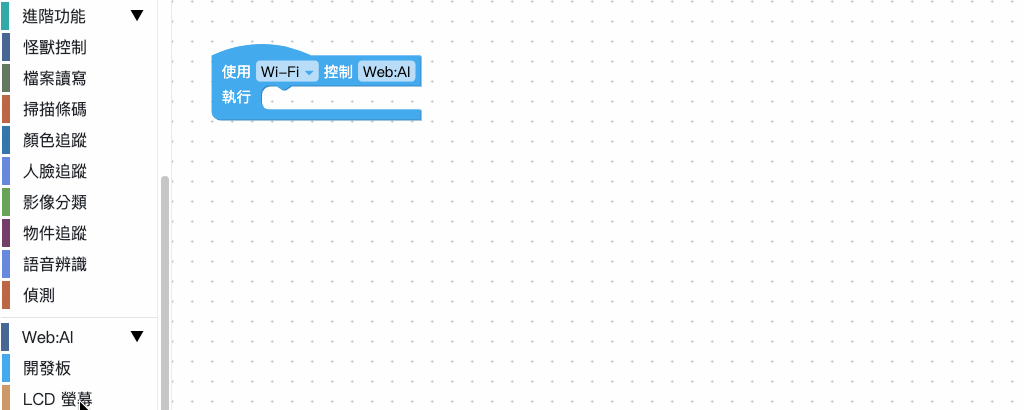 進階功能 ▼
怪獸控制
檔案讀寫
掃描條碼
顏色追蹤
人臉追蹤
影像分類
物件追蹤
語音辨識
偵測
Web:AI ▼
開發板
LCD 螢幕
使用 Wi-Fi 控制 Web:AI
執行